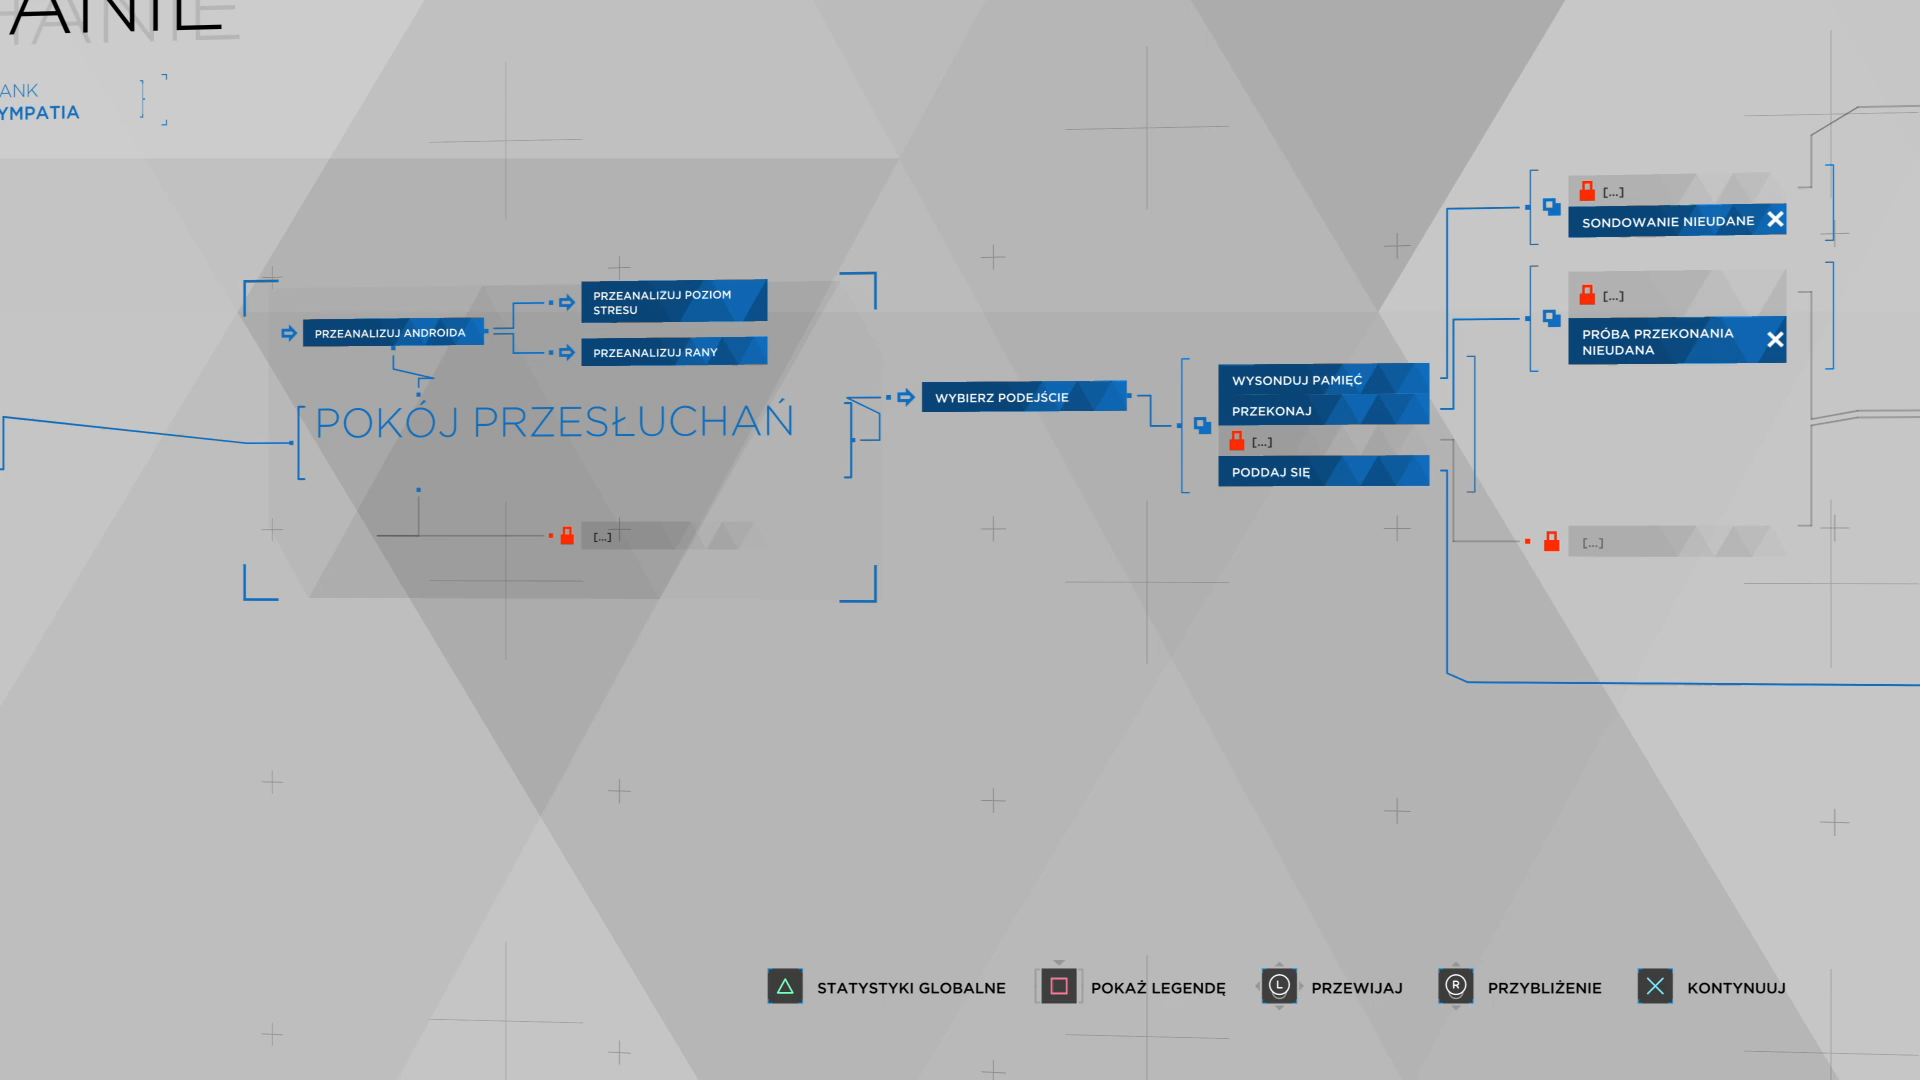 ANIE
ANK
YMPATIA
PRZEANALIZUJ ANDROIDA
PRZEANALIZUJ POZIOM
STRESU
PRZEANALIZUJ RANY
POKÓJ PRZESŁUCHAŃ
[...]
WYBIERZ PODEJŚCIE
WYSONDUJ PAMIĘĆ
PRZEKONAJ
[...]
PODDAJ SIĘ
[...]
SONDOWANIE NIEUDANE
[...]
PRÓBA PRZEKONANIA
NIEUDANA
[...]
STATYSTYKI GLOBALNE
POKAŻ LEGENDĘ
L
PRZEWIJAJ
R
PRZYBLIŻENIE
KONTYNUUJ